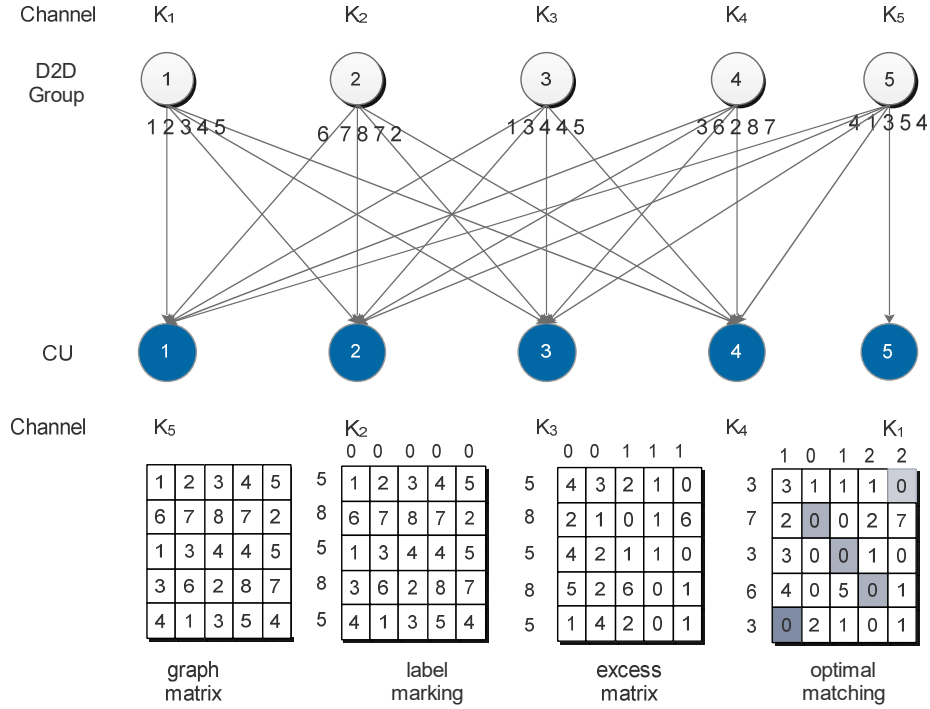 Channel K₁ K₂ K₃ K₄ K₅
D2D
Group
1 2 3 4 5
1 2 3 4 5 6 7 8 7 2 1 3 4 4 5 3 6 2 8 7 4 1 3 5 4
CU 1 2 3 4 5
Channel K₅ K₂ K₃ K₄ K₁
0 0 0 0 0 0 0 1 1 1 1 0 1 2 2
1 2 3 4 5 5 1 2 3 4 5 5 4 3 2 1 0 3 3 1 1 1 0
6 7 8 7 2 8 6 7 8 7 2 8 2 1 0 1 6 7 2 0 0 2 7
1 3 4 4 5 5 1 3 4 4 5 5 4 2 1 1 0 3 3 0 0 1 0
3 6 2 8 7 8 3 6 2 8 7 8 5 2 6 0 1 6 4 0 5 0 1
4 1 3 5 4 5 4 1 3 5 4 5 1 4 2 0 1 3 0 2 1 0 1
graph label excess optimal
matrix marking matrix matching